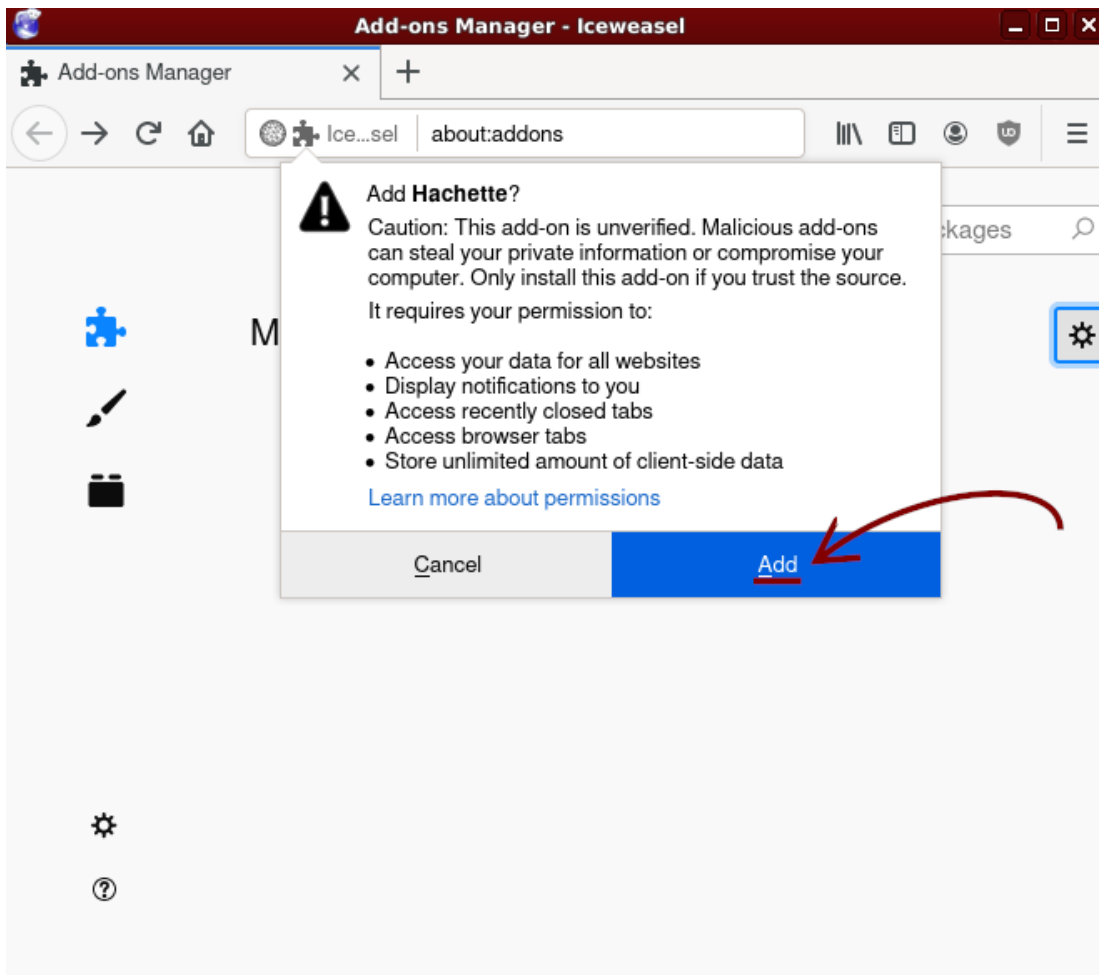 Add-ons Manager - Iceweasel
Add-ons Manager
Ice...sel
about:addons
Add Hachette?
Caution: This add-on is unverified. Malicious add-ons
can steal your private information or compromise your
computer. Only install this add-on if you trust the source.
It requires your permission to:
• Access your data for all websites
• Display notifications to you
• Access recently closed tabs
• Access browser tabs
• Store unlimited amount of client-side data
Learn more about permissions
Cancel
Add
ckages
M